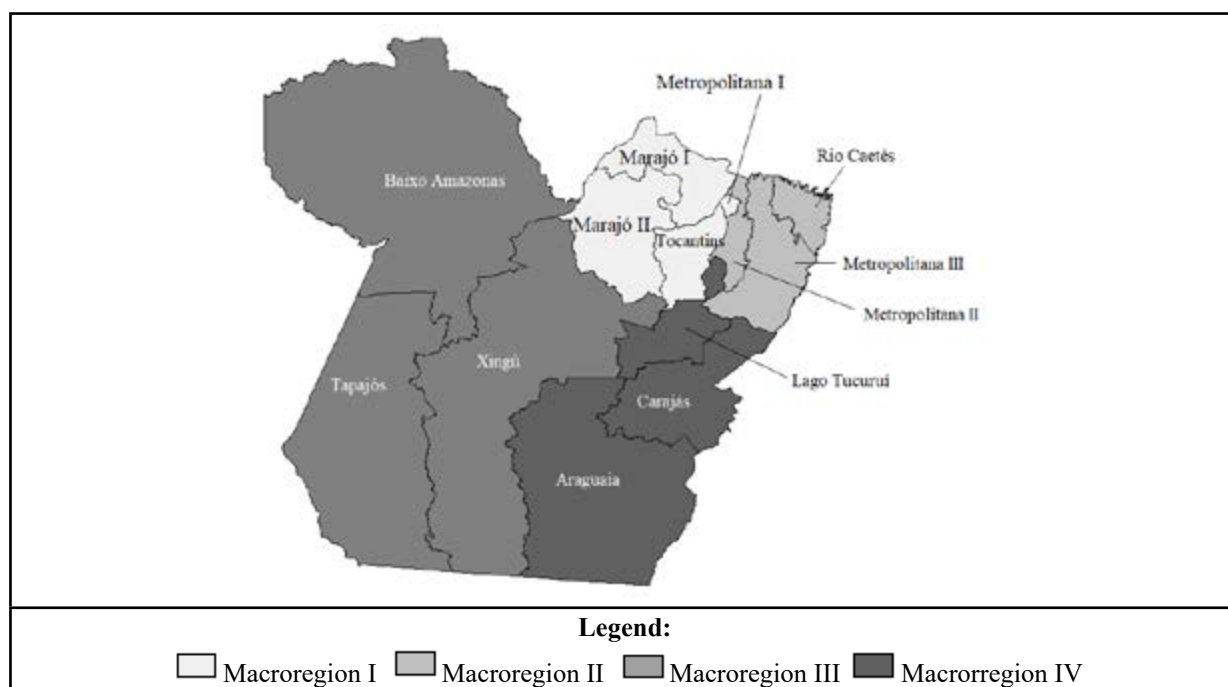 Metropolitana I
Rio Caetés
Marajó I
Baixo Amazonas
Marajó II
Tocantins
Metropolitana III
Metropolitana II
Xingú
Lago Tucuruí
Tapajós
Carajás
Araguaia
Legend:
Macroregion I Macroregion II Macroregion III Macrorregion IV